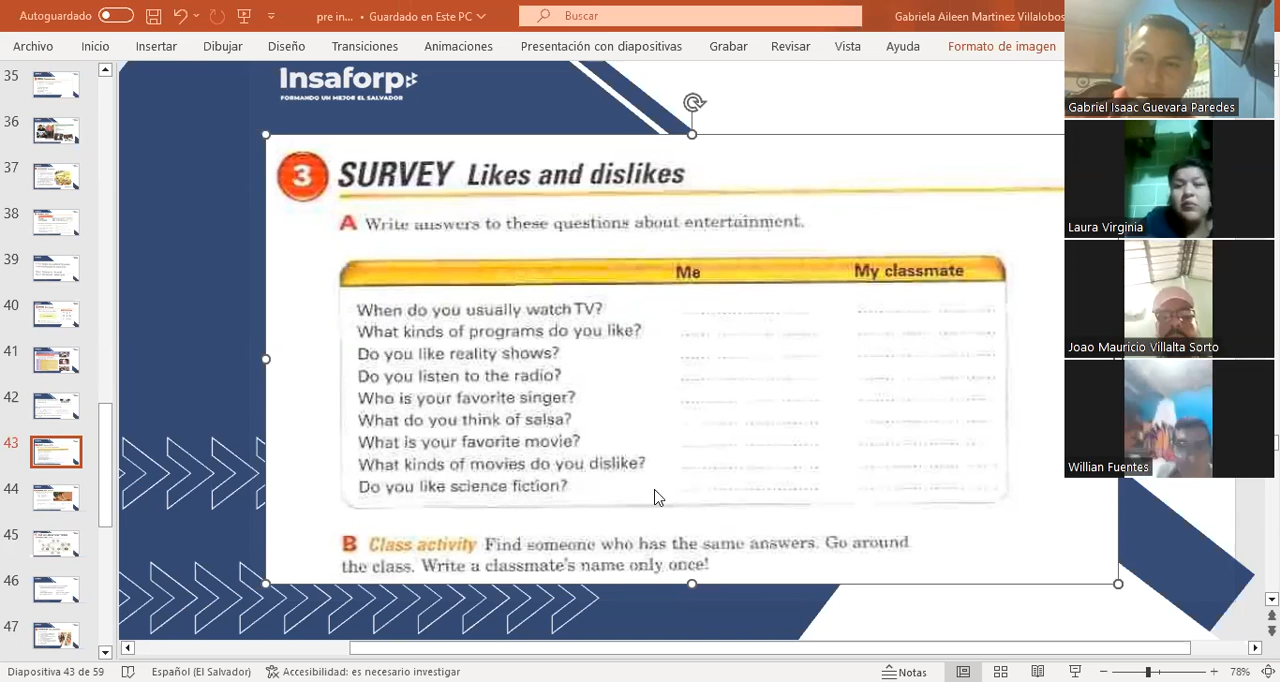 Autoguardado
pre in... • Guardado en Este PC
Buscar
Gabriela Aileen Martinez Villalobos
Archivo Inicio Insertar Dibujar Diseño Transiciones Animaciones Presentación con diapositivas Grabar Revisar Vista Ayuda Formato de imagen
35
36
37
38
39
40
41
42
43
44
45
46
47
Insaforp
FORMANDO UN MEJOR EL SALVADOR
3 SURVEY Likes and dislikes
A Write answers to these questions about entertainment.
Me My classmate
When do you usually watch TV?
What kinds of programs do you like?
Do you like reality shows?
Do you listen to the radio?
Who is your favorite singer?
What do you think of salsa?
What is your favorite movie?
What kinds of movies do you dislike?
Do you like science fiction?
B Class activity Find someone who has the same answers. Go around
the class. Write a classmate's name only once!
Gabriel Isaac Guevara Paredes
Laura Virginia
Joao Mauricio Villalta Sorto
Willian Fuentes
Diapositiva 43 de 59 Español (El Salvador) Accesibilidad: es necesario investigar Notas 78%